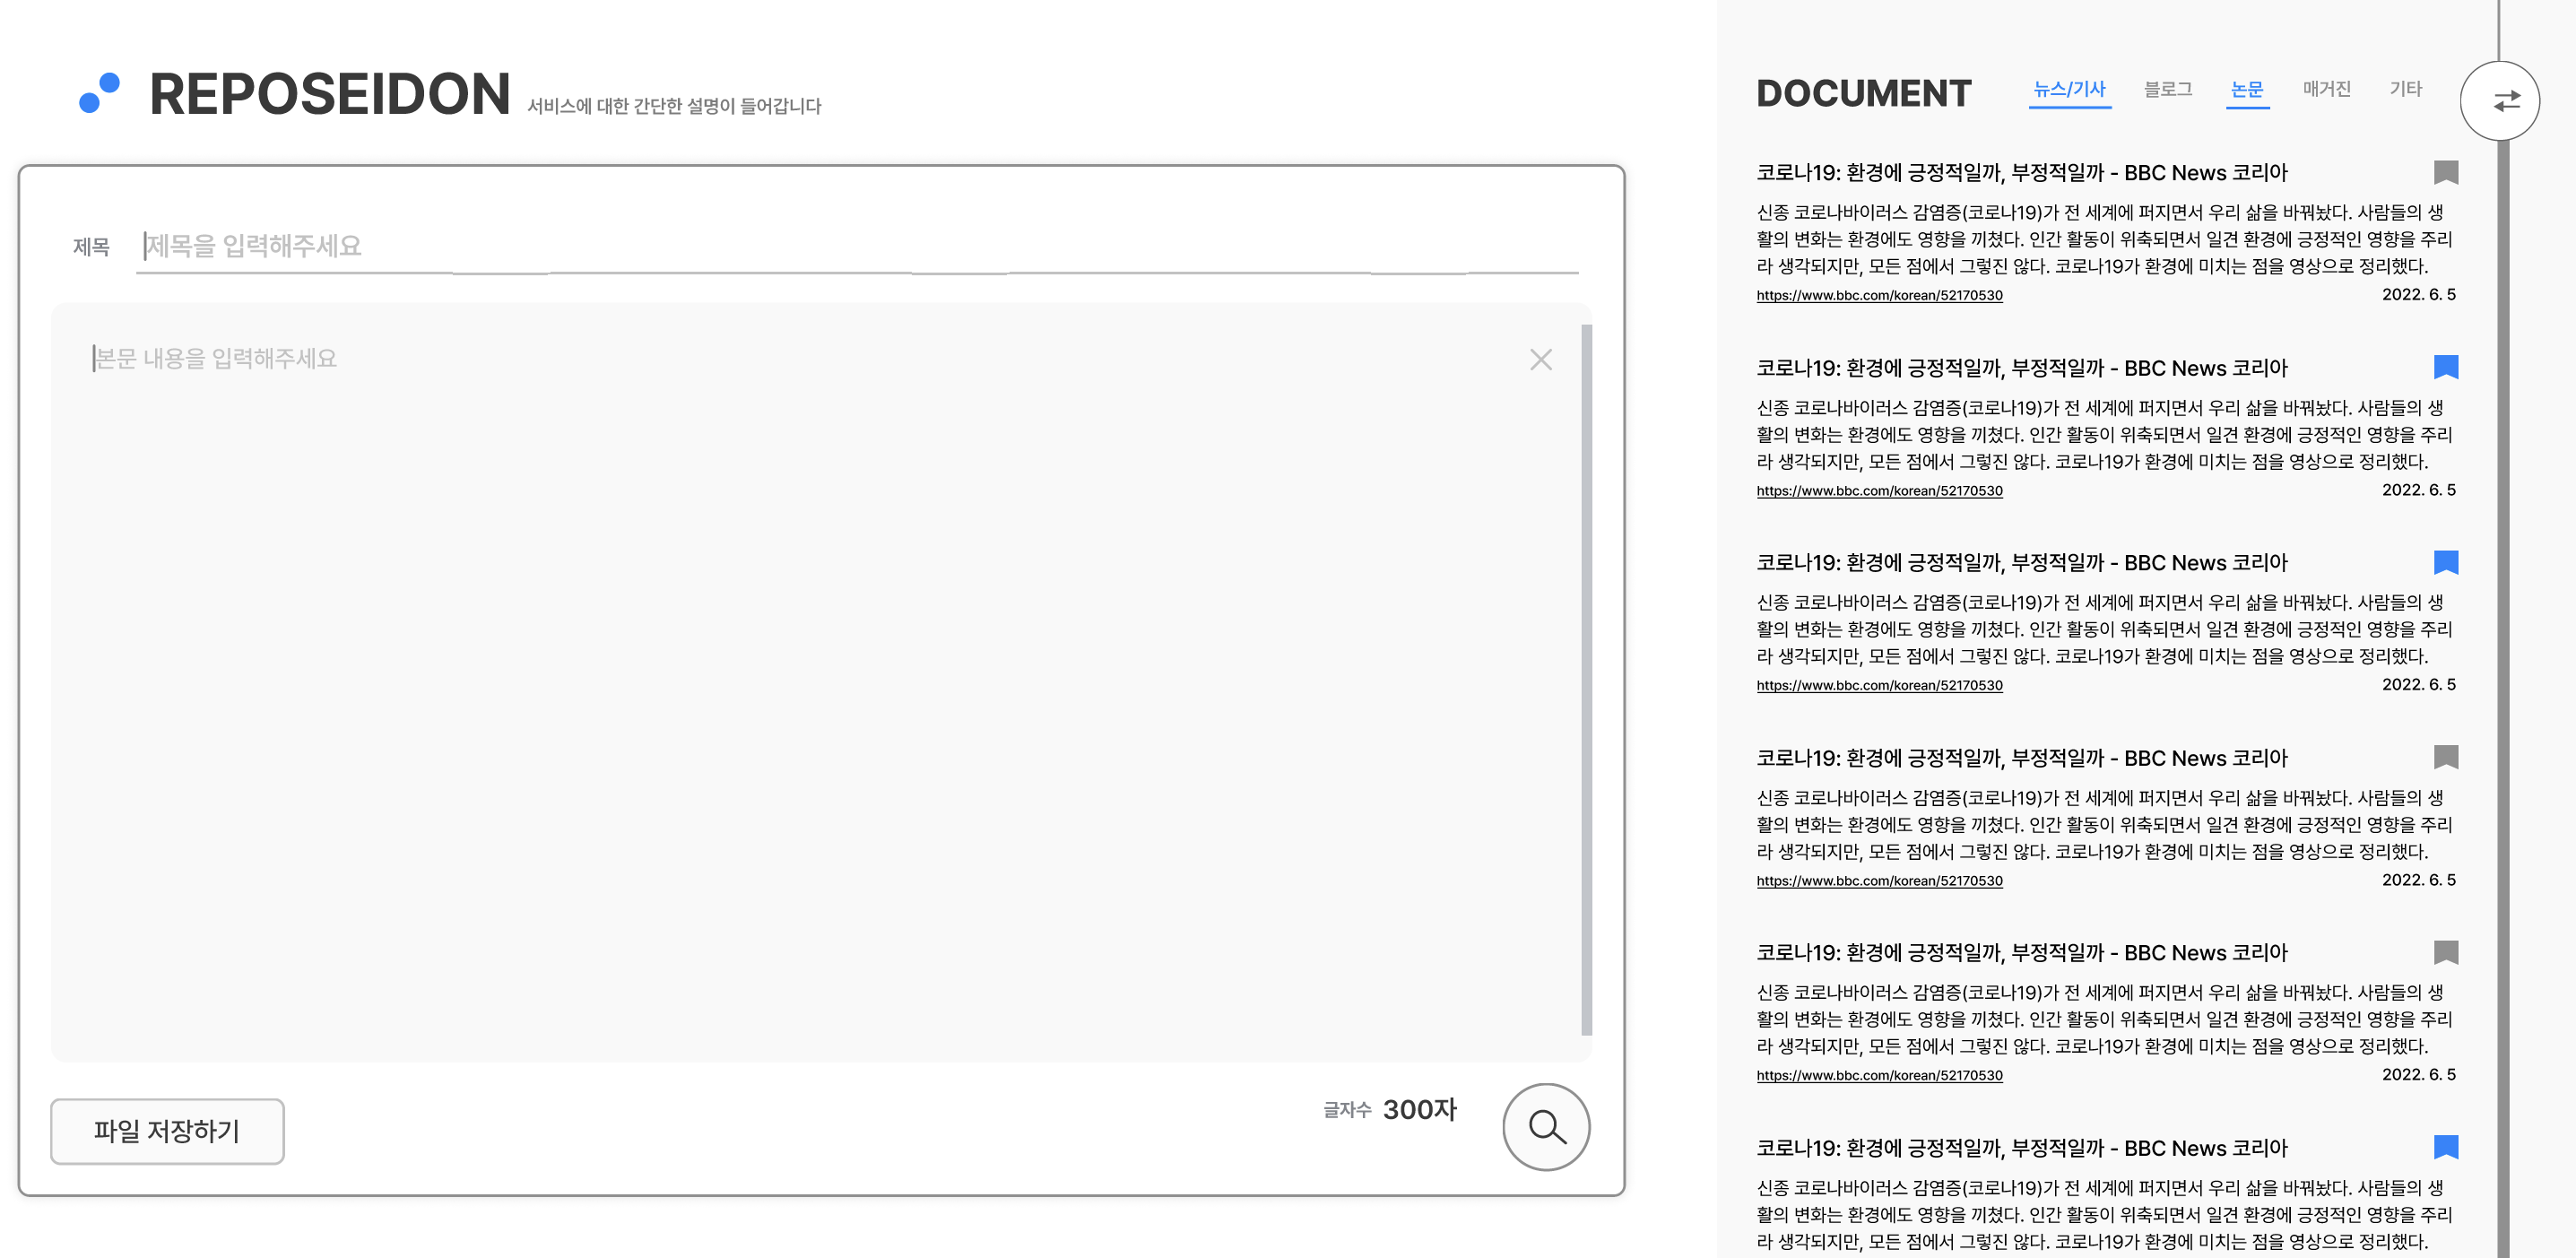 REPOSEIDON 서비스에 대한 간단한 설명이 들어갑니다
제목 제목을 입력해주세요
본문 내용을 입력해주세요
파일 저장하기
글자수 300자
DOCUMENT 뉴스/기사 블로그 논문 매거진 기타
코로나19: 환경에 긍정적일까, 부정적일까 - BBC News 코리아
신종 코로나바이러스 감염증(코로나19)가 전 세계에 퍼지면서 우리 삶을 바꿔놨다. 사람들의 생
활의 변화는 환경에도 영향을 끼쳤다. 인간 활동이 위축되면서 일견 환경에 긍정적인 영향을 주리
라 생각되지만, 모든 점에서 그렇진 않다. 코로나19가 환경에 미치는 점을 영상으로 정리했다.
https://www.bbc.com/korean/52170530 2022. 6. 5
코로나19: 환경에 긍정적일까, 부정적일까 - BBC News 코리아
신종 코로나바이러스 감염증(코로나19)가 전 세계에 퍼지면서 우리 삶을 바꿔놨다. 사람들의 생
활의 변화는 환경에도 영향을 끼쳤다. 인간 활동이 위축되면서 일견 환경에 긍정적인 영향을 주리
라 생각되지만, 모든 점에서 그렇진 않다. 코로나19가 환경에 미치는 점을 영상으로 정리했다.
https://www.bbc.com/korean/52170530 2022. 6. 5
코로나19: 환경에 긍정적일까, 부정적일까 - BBC News 코리아
신종 코로나바이러스 감염증(코로나19)가 전 세계에 퍼지면서 우리 삶을 바꿔놨다. 사람들의 생
활의 변화는 환경에도 영향을 끼쳤다. 인간 활동이 위축되면서 일견 환경에 긍정적인 영향을 주리
라 생각되지만, 모든 점에서 그렇진 않다. 코로나19가 환경에 미치는 점을 영상으로 정리했다.
https://www.bbc.com/korean/52170530 2022. 6. 5
코로나19: 환경에 긍정적일까, 부정적일까 - BBC News 코리아
신종 코로나바이러스 감염증(코로나19)가 전 세계에 퍼지면서 우리 삶을 바꿔놨다. 사람들의 생
활의 변화는 환경에도 영향을 끼쳤다. 인간 활동이 위축되면서 일견 환경에 긍정적인 영향을 주리
라 생각되지만, 모든 점에서 그렇진 않다. 코로나19가 환경에 미치는 점을 영상으로 정리했다.
https://www.bbc.com/korean/52170530 2022. 6. 5
코로나19: 환경에 긍정적일까, 부정적일까 - BBC News 코리아
신종 코로나바이러스 감염증(코로나19)가 전 세계에 퍼지면서 우리 삶을 바꿔놨다. 사람들의 생
활의 변화는 환경에도 영향을 끼쳤다. 인간 활동이 위축되면서 일견 환경에 긍정적인 영향을 주리
라 생각되지만, 모든 점에서 그렇진 않다. 코로나19가 환경에 미치는 점을 영상으로 정리했다.
https://www.bbc.com/korean/52170530 2022. 6. 5
코로나19: 환경에 긍정적일까, 부정적일까 - BBC News 코리아
신종 코로나바이러스 감염증(코로나19)가 전 세계에 퍼지면서 우리 삶을 바꿔놨다. 사람들의 생
활의 변화는 환경에도 영향을 끼쳤다. 인간 활동이 위축되면서 일견 환경에 긍정적인 영향을 주리
라 생각되지만, 모든 점에서 그렇진 않다. 코로나19가 환경에 미치는 점을 영상으로 정리했다.